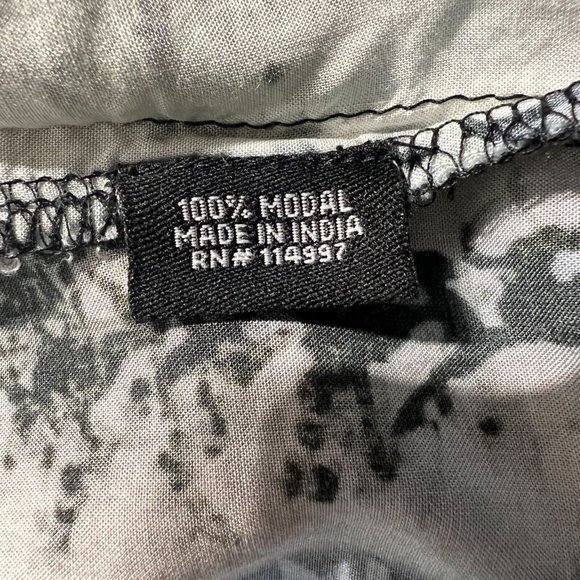 100% MODAL
MADE IN INDIA
RN# 114997